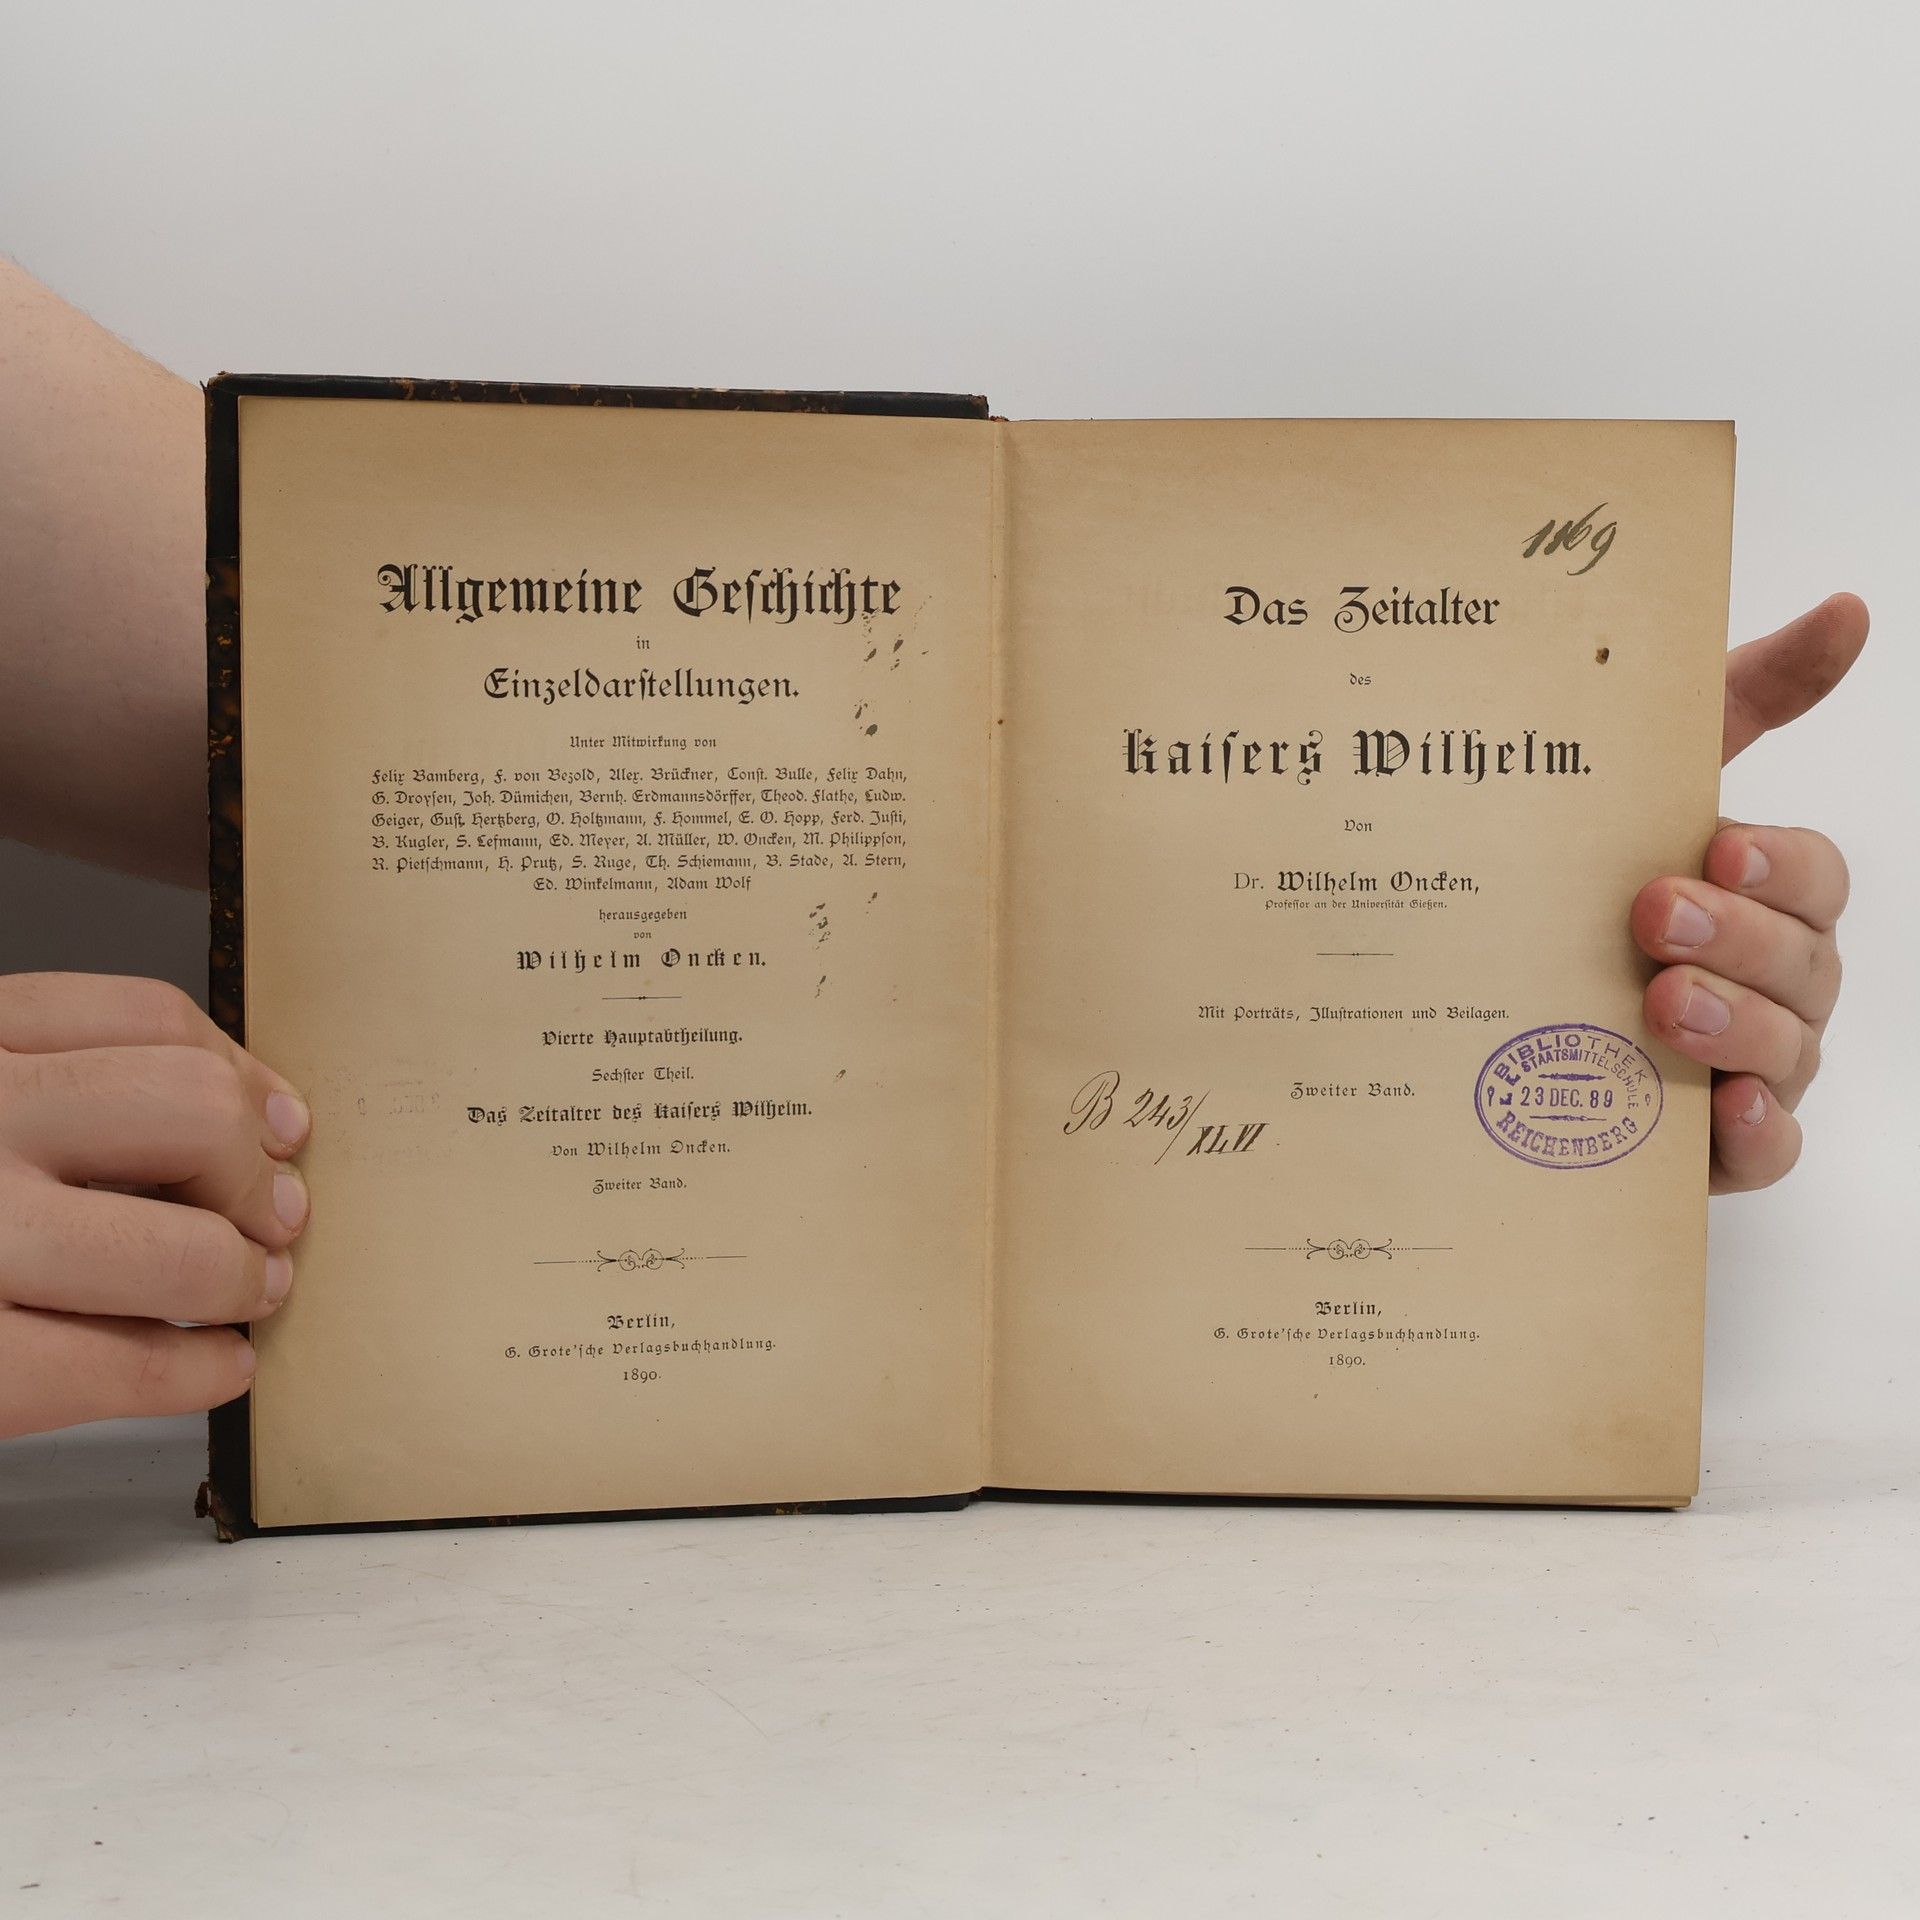 Allgemeine Geschichte
in
Einzeldarstellungen.
Unter Mitwirkung von
Felix Bamberg, F. von Bezold, Alex. Brückner, Const. Bulle, Felix Dahn,
G. Droysen, Joh. Dümichen, Bernh. Erdmannsdörffer, Theod. Flathe, Ludw.
Geiger, Gust. Hertzberg, O. Holtzmann, F. Hommel, E. O. Hopp, Ferd. Justi,
B. Kugler, S. Lefmann, Ed. Meyer, A. Müller, W. Oncken, M. Philippson,
R. Pietschmann, H. Prutz, S. Ruge, Th. Schiemann, B. Stade, A. Stern,
Ed. Winkelmann, Adam Wolf
herausgegeben
von
Wilhelm Oncken.
Vierte Hauptabtheilung.
Sechster Theil.
Das Zeitalter des Kaisers Wilhelm.
Von Wilhelm Oncken.
Zweiter Band.
Berlin,
G. Grote'sche Verlagsbuchhandlung.
1890.
1169
Das Zeitalter
des
Kaisers Wilhelm.
Von
Dr. Wilhelm Oncken,
Professor an der Universität Gießen.
Mit Porträts, Illustrationen und Beilagen.
Zweiter Band.
B 243/XLVI
BIBLIOTHEK
STAATSMITTELSCHULE
23 DEC. 89
REICHENBERG
Berlin,
G. Grote'sche Verlagsbuchhandlung.
1890.